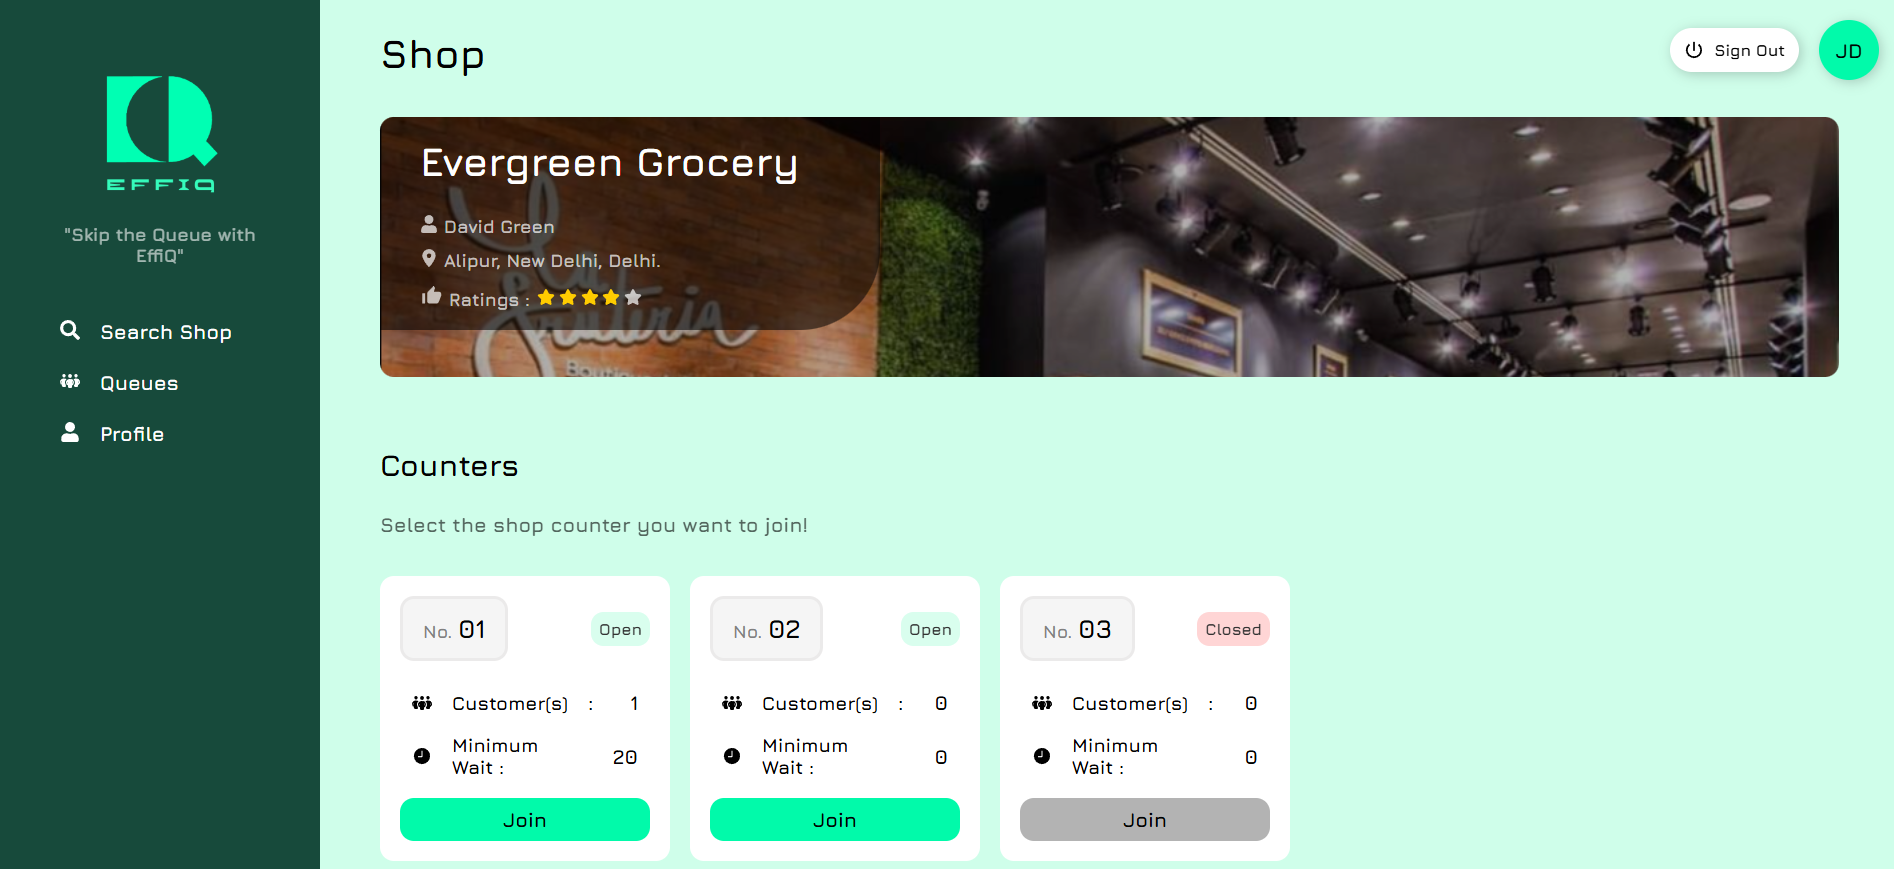 EFFIQ
"Skip the Queue with
EffiQ"
Search Shop
Queues
Profile
Shop
Sign Out
JD
Evergreen Grocery
David Green
Alipur, New Delhi, Delhi.
Ratings :
Boutique
Counters
Select the shop counter you want to join!
No. 01
Open
Customer(s) : 1
Minimum
Wait : 20
Join
No. 02
Open
Customer(s) : 0
Minimum
Wait : 0
Join
No. 03
Closed
Customer(s) : 0
Minimum
Wait : 0
Join